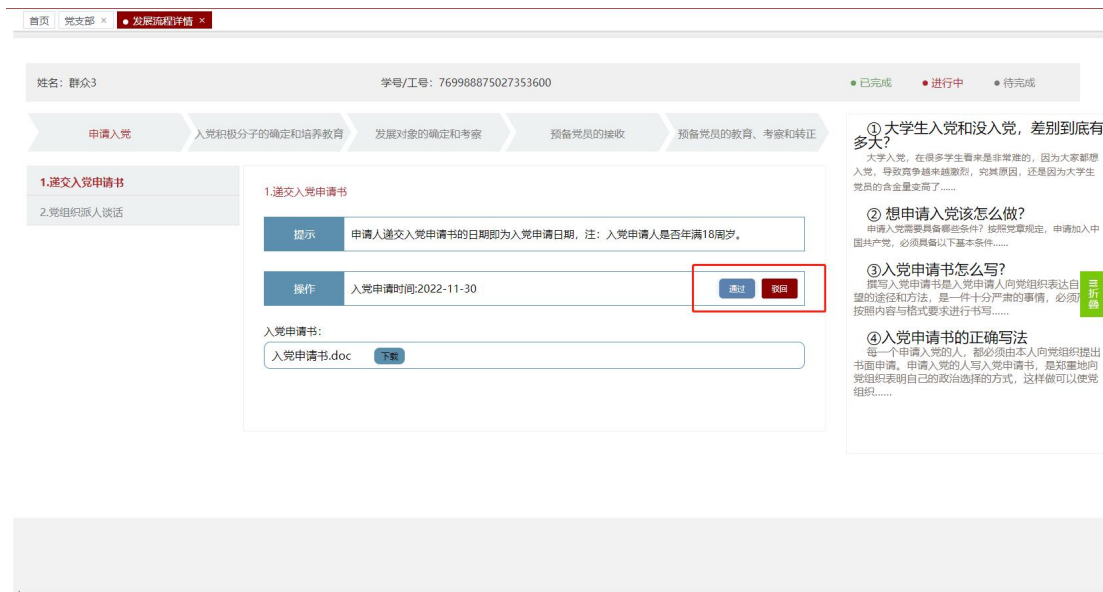 首页 党支部 × ● 发展流程详情 ×
姓名：群众3 学号/工号：769988875027353600 ●已完成 ●进行中 ●待完成
申请入党 入党积极分子的确定和培养教育 发展对象的确定和考察 预备党员的接收 预备党员的教育、考察和转正
1.递交入党申请书
2.党组织派人谈话
1.递交入党申请书
提示 申请人递交入党申请书的日期即为入党申请日期，注：入党申请人是否年满18周岁。
操作 入党申请时间:2022-11-30 通过 驳回
入党申请书：
入党申请书.doc 下载
①大学生入党和没入党，差别到底有
多大?
大学入党，在很多学生看来是非常难的，因为大家都想
入党，导致竞争越来越激烈，究其原因，还是因为大学生
党员的含金量变高了......
② 想申请入党该怎么做?
申请入党需要具备哪些条件？按照党章规定，申请加入中
国共产党，必须具备以下基本条件......
③入党申请书怎么写?
撰写入党申请书是入党申请人向党组织表达自
望的途径和方法，是一件十分严肃的事情，必须
按照内容与格式要求进行书写......
④入党申请书的正确写法
每一个申请入党的人，都必须由本人向党组织提出
书面申请。申请入党的人写入党申请书，是郑重地向
党组织表明自己的政治选择的方式，这样做可以使党
组织......
折叠